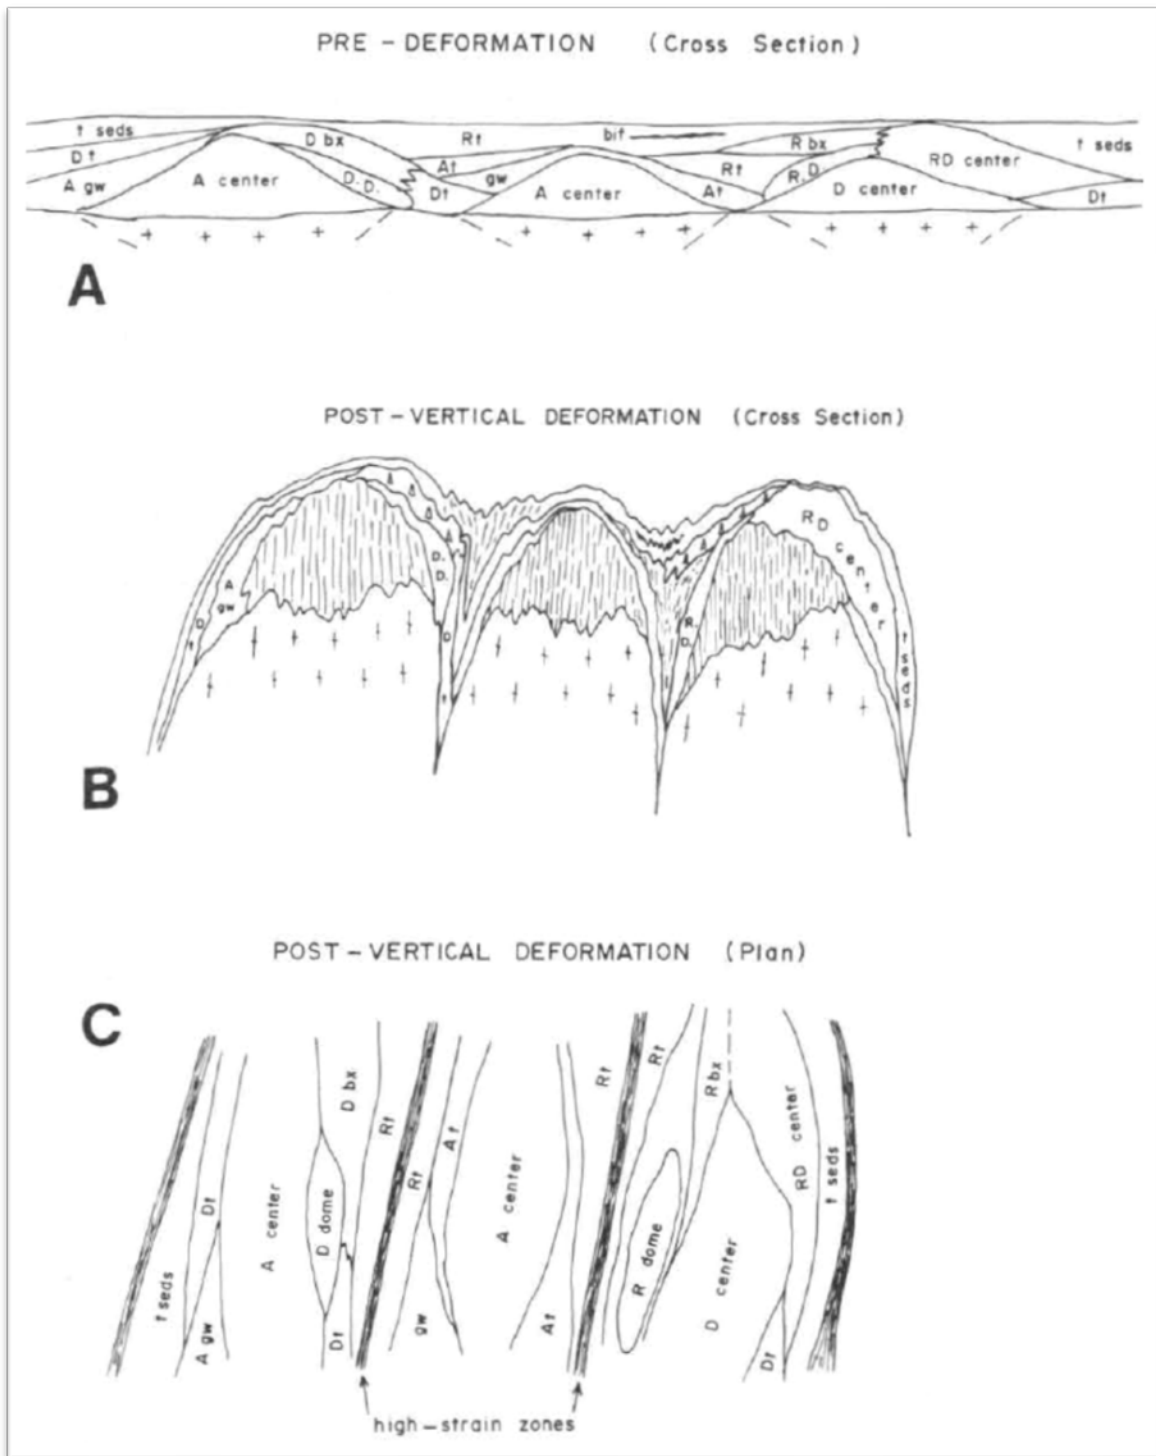 PRE - DEFORMATION (Cross Section)
t seds D bx Rt bif R bx t seds
D t At Rt RD center
A gw A center D.D. Dt gw A center At R.D. D center Dt
A
POST - VERTICAL DEFORMATION (Cross Section)
RD center
D.
D.
A
gw
D
t
D
t
R.
D.
t seds
B
POST - VERTICAL DEFORMATION (Plan)
C
D bx
Rt
Rt
Rt
R bx
RD center
At
Rt
t seds
Dt
A center
D dome
A center
R dome
D center
t seds
A gw
Dt
gw
At
Dt
high - strain zones